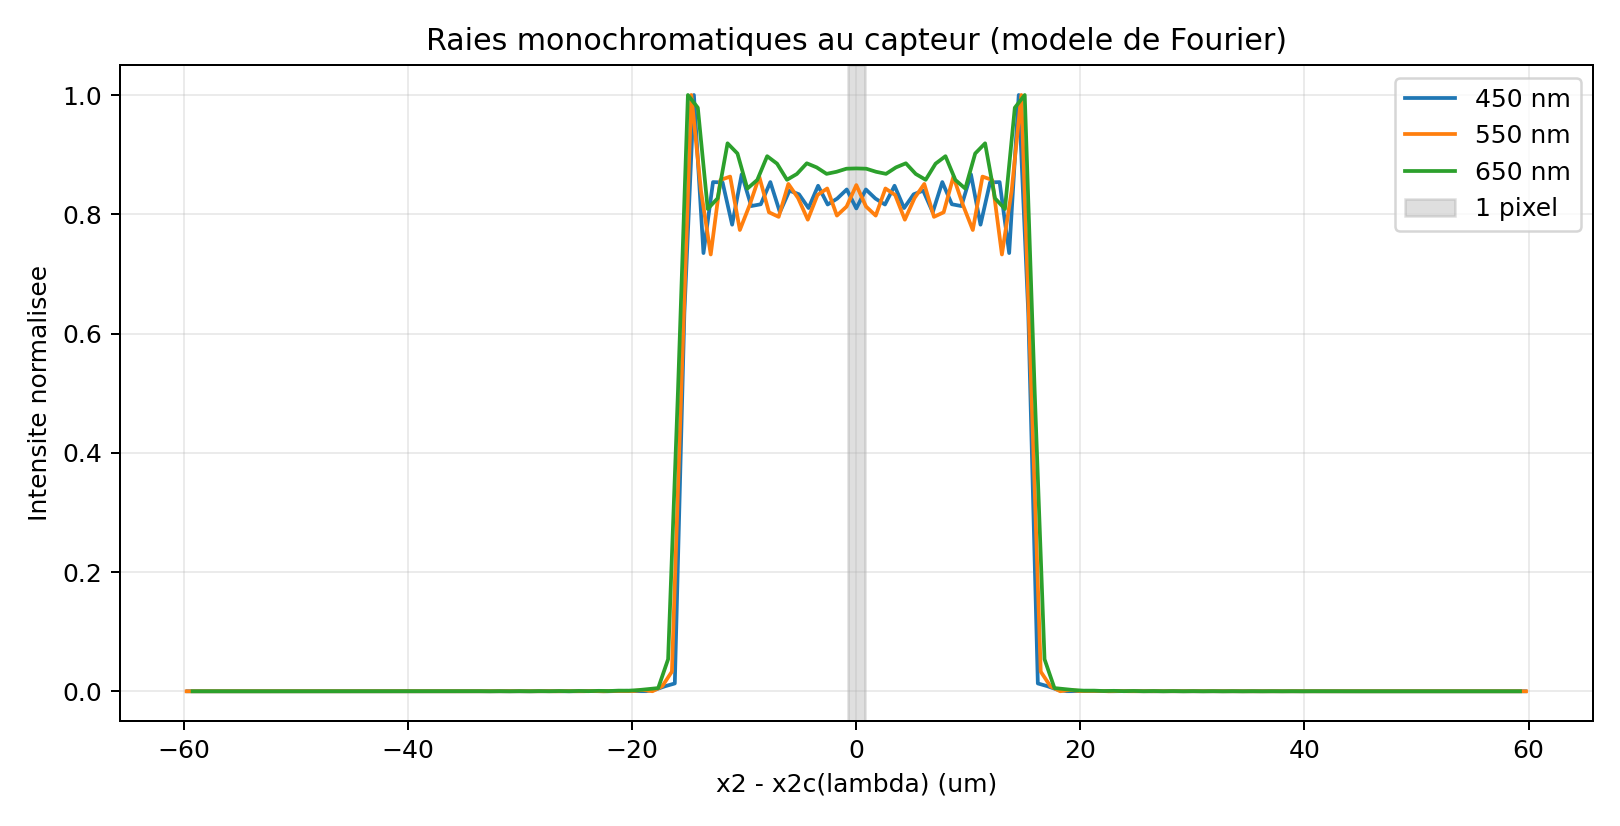 Raies monochromatiques au capteur (modele de Fourier)
Intensite normalisee
1.0
0.8
0.6
0.4
0.2
0.0
450 nm
550 nm
650 nm
1 pixel
−60
−40
−20
0
20
40
60
x2 - x2c(lambda) (um)